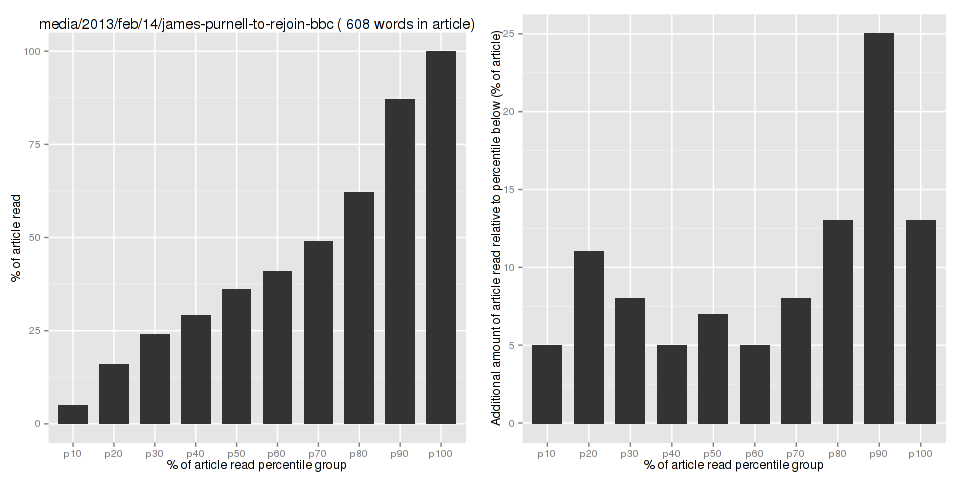 media/2013/feb/14/james-purnell-to-rejoin-bbc ( 608 words in article)
% of article read
100
75
50
25
0
p10 p20 p30 p40 p50 p60 p70 p80 p90 p100
% of article read percentile group
Additional amount of article read relative to percentile below (% of article)
25
20
15
10
5
0
p10 p20 p30 p40 p50 p60 p70 p80 p90 p100
% of article read percentile group